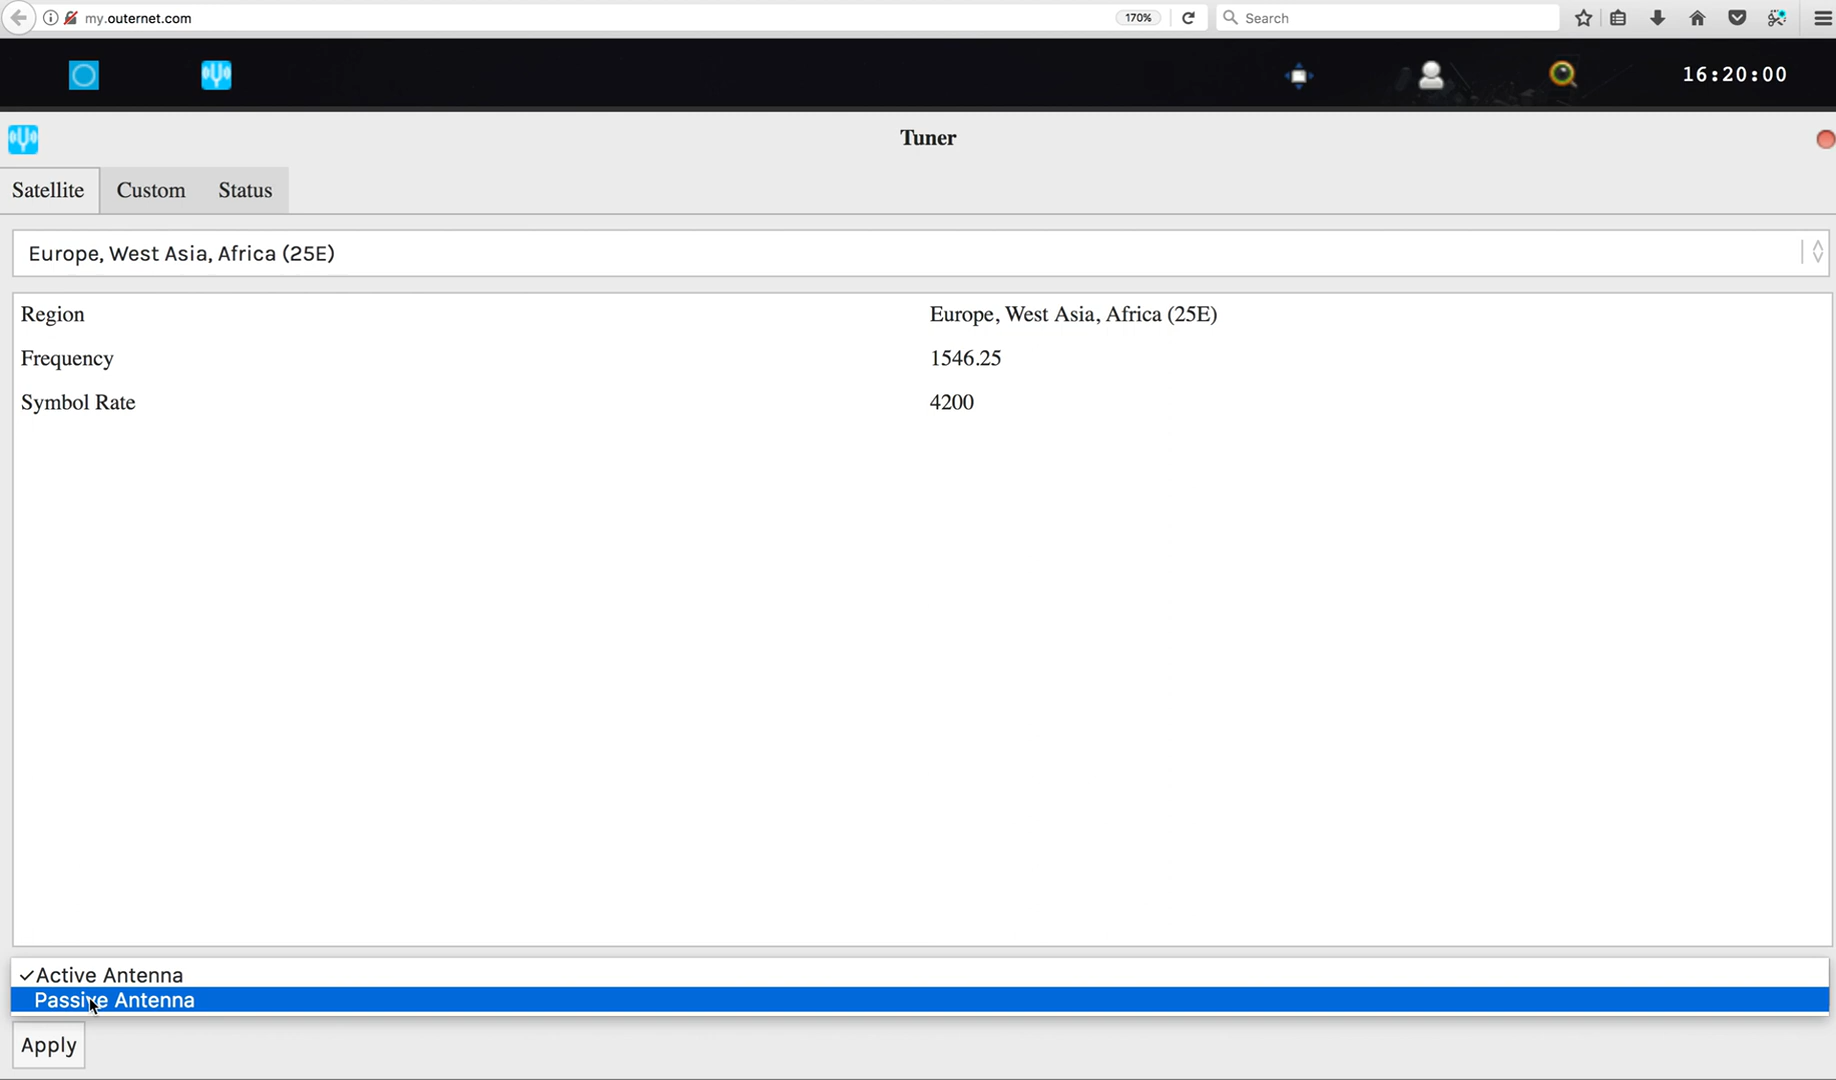 my.outernet.com
170%
Search
16:20:00
Tuner
Satellite
Custom
Status
Europe, West Asia, Africa (25E)
Region
Europe, West Asia, Africa (25E)
Frequency
1546.25
Symbol Rate
4200
✓Active Antenna
Passive Antenna
Apply